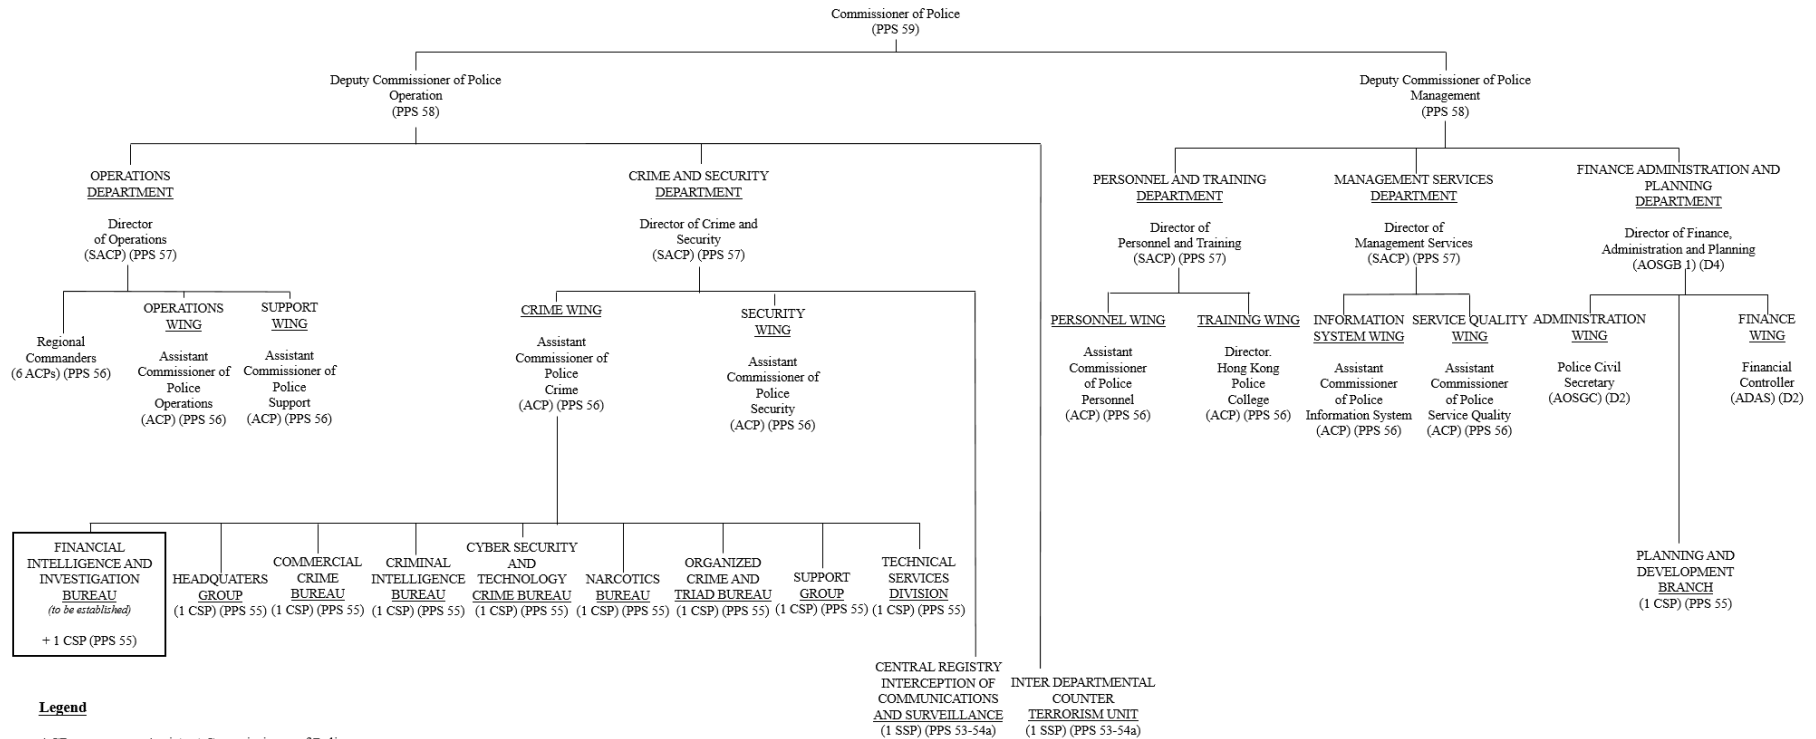 Commissioner of Police
(PPS 59)
Deputy Commissioner of Police
Operation
(PPS 58)
Deputy Commissioner of Police
Management
(PPS 58)
OPERATIONS
DEPARTMENT
Director
of Operations
(SACP) (PPS 57)
CRIME AND SECURITY
DEPARTMENT
Director of Crime and
Security
(SACP) (PPS 57)
PERSONNEL AND TRAINING
DEPARTMENT
Director of
Personnel and Training
(SACP) (PPS 57)
MANAGEMENT SERVICES
DEPARTMENT
Director of
Management Services
(SACP) (PPS 57)
FINANCE ADMINISTRATION AND
PLANNING
DEPARTMENT
Director of Finance,
Administration and Planning
(AOSGB 1) (D4)
Regional
Commanders
(6 ACPs) (PPS 56)
OPERATIONS
WING
Assistant
Commissioner of
Police
Operations
(ACP) (PPS 56)
SUPPORT
WING
Assistant
Commissioner of
Police
Support
(ACP) (PPS 56)
CRIME WING
Assistant
Commissioner of
Police
Crime
(ACP) (PPS 56)
SECURITY
WING
Assistant
Commissioner of
Police
Security
(ACP) (PPS 56)
PERSONNEL WING
Assistant
Commissioner
of Police
Personnel
(ACP) (PPS 56)
TRAINING WING
Director.
Hong Kong
Police
College
(ACP) (PPS 56)
INFORMATION
SYSTEM WING
Assistant
Commissioner
of Police
Information System
(ACP) (PPS 56)
SERVICE QUALITY
WING
Assistant
Commissioner
of Police
Service Quality
(ACP) (PPS 56)
ADMINISTRATION
WING
Police Civil
Secretary
(AOSGC) (D2)
FINANCE
WING
Financial
Controller
(ADAS) (D2)
FINANCIAL
INTELLIGENCE AND
INVESTIGATION
BUREAU
(to be established)
+ 1 CSP (PPS 55)
HEADQUATERS
GROUP
(1 CSP) (PPS 55)
COMMERCIAL
CRIME
BUREAU
(1 CSP) (PPS 55)
CRIMINAL
INTELLIGENCE
BUREAU
(1 CSP) (PPS 55)
CYBER SECURITY
AND
TECHNOLOGY
CRIME BUREAU
(1 CSP) (PPS 55)
NARCOTICS
BUREAU
(1 CSP) (PPS 55)
ORGANIZED
CRIME AND
TRIAD BUREAU
(1 CSP) (PPS 55)
SUPPORT
GROUP
(1 CSP) (PPS 55)
TECHNICAL
SERVICES
DIVISION
(1 CSP) (PPS 55)
PLANNING AND
DEVELOPMENT
BRANCH
(1 CSP) (PPS 55)
CENTRAL REGISTRY
INTERCEPTION OF
COMMUNICATIONS
AND SURVEILLANCE
(1 SSP) (PPS 53-54a)
INTER DEPARTMENTAL
COUNTER
TERRORISM UNIT
(1 SSP) (PPS 53-54a)
Legend